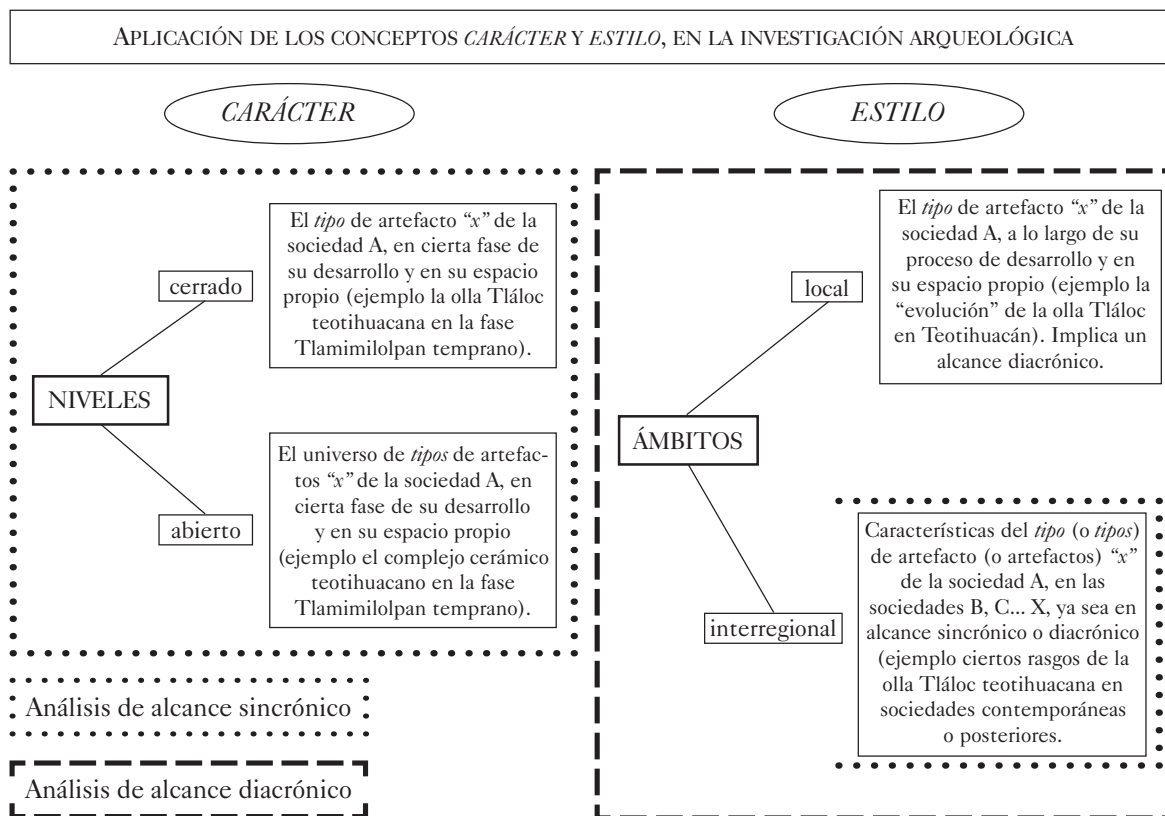 APLICACIÓN DE LOS CONCEPTOS CARÁCTER Y ESTILO, EN LA INVESTIGACIÓN ARQUEOLÓGICA
CARÁCTER
NIVELES
cerrado
El tipo de artefacto “x” de la
sociedad A, en cierta fase de
su desarrollo y en su espacio
propio (ejemplo la olla Tláloc
teotihuacana en la fase
Tlamimilolpan temprano).
abierto
El universo de tipos de artefac-
tos “x” de la sociedad A, en
cierta fase de su desarrollo
y en su espacio propio
(ejemplo el complejo cerámico
teotihuacano en la fase
Tlamimilolpan temprano).
Análisis de alcance sincrónico
Análisis de alcance diacrónico
ESTILO
ÁMBITOS
local
El tipo de artefacto “x” de la
sociedad A, a lo largo de su
proceso de desarrollo y en
su espacio propio (ejemplo la
“evolución” de la olla Tláloc
en Teotihuacán). Implica un
alcance diacrónico.
interregional
Características del tipo (o tipos)
de artefacto (o artefactos) “x”
de la sociedad A, en las
sociedades B, C... X, ya sea en
alcance sincrónico o diacrónico
(ejemplo ciertos rasgos de la
olla Tláloc teotihuacana en
sociedades contemporáneas
o posteriores.